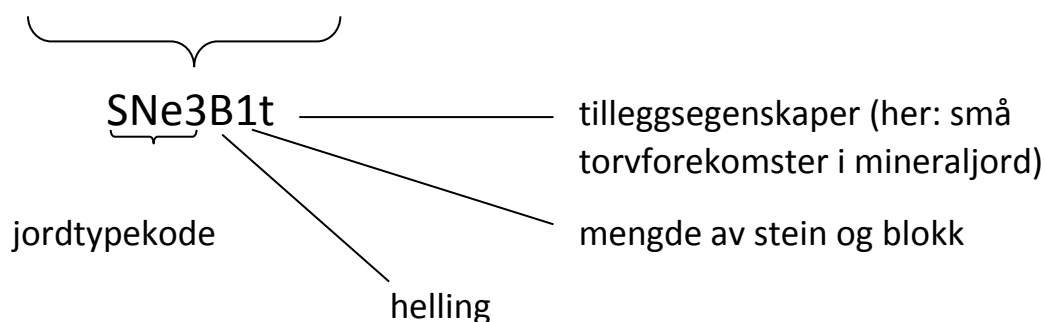 SNe3B1t
tilleggsegenskaper (her: små
torvforekomster i mineraljord)
jordtypekode
mengde av stein og blokk
helling